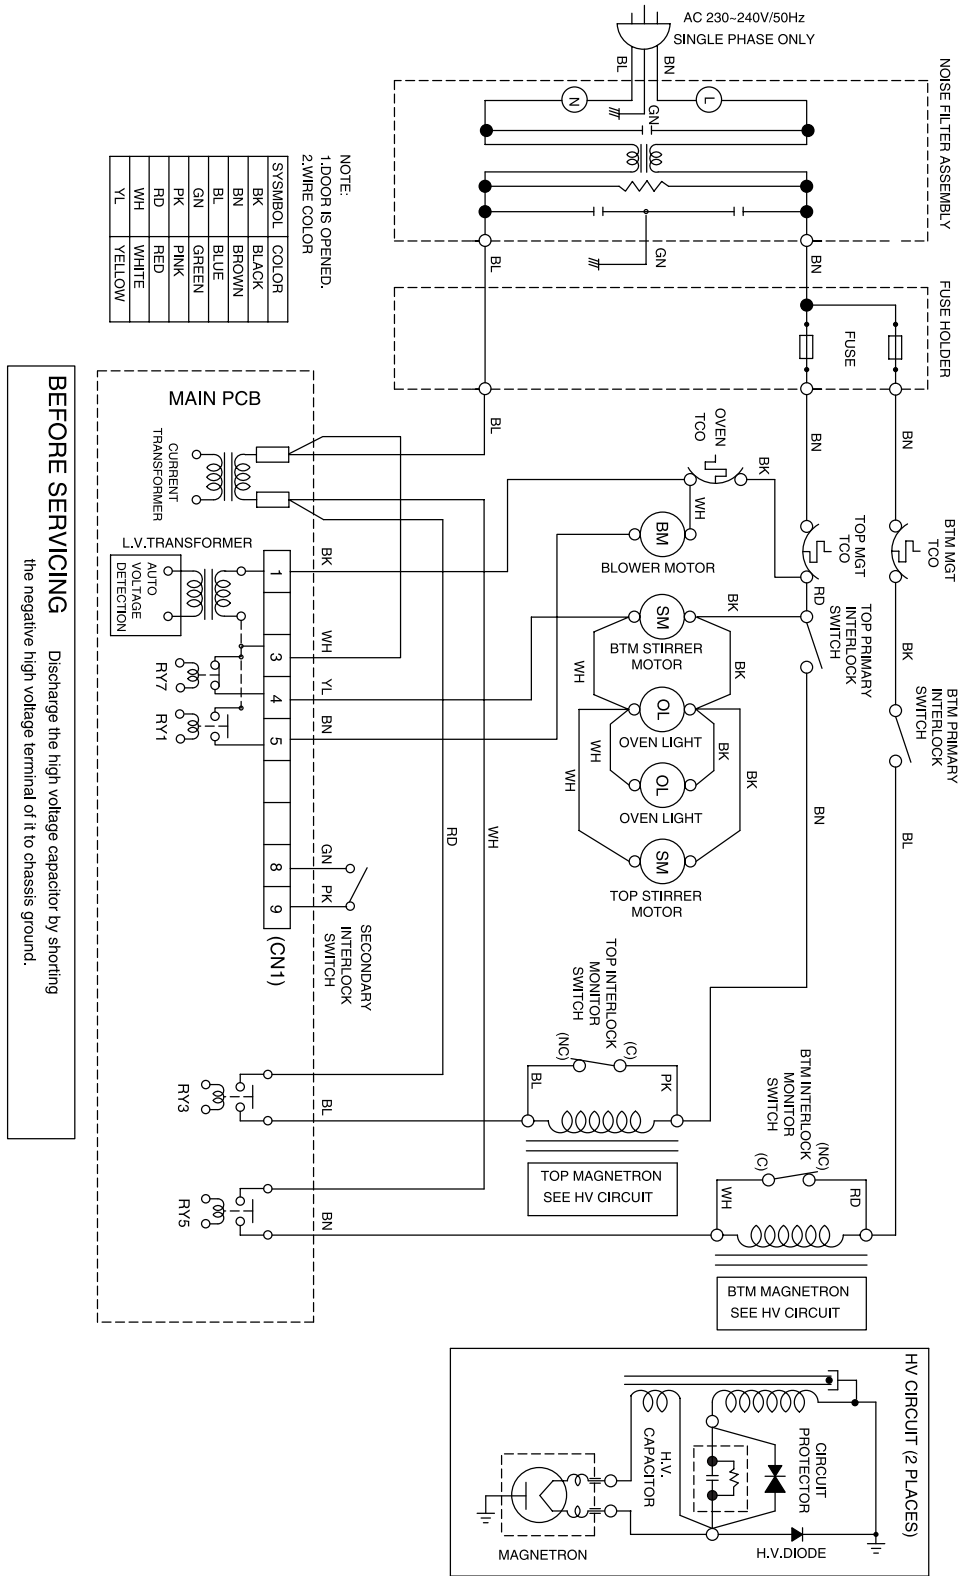 AC 230~240V/50Hz
SINGLE PHASE ONLY
BL
BN
NOISE FILTER ASSEMBLY
N
L
GN
GN
BL
BN
FUSE HOLDER
FUSE
NOTE:
1.DOOR IS OPENED.
2.WIRE COLOR
SYSMBOL COLOR
BK BLACK
BN BROWN
BL BLUE
GN GREEN
PK PINK
RD RED
WH WHITE
YL YELLOW
BL
BN
BN
OVEN
TCO
BK
WH
BM
BLOWER MOTOR
TOP MGT
TCO
BTM MGT
TCO
RD
TOP PRIMARY
INTERLOCK
SWITCH
BK
BTM PRIMARY
INTERLOCK
SWITCH
BL
BN
MAIN PCB
CURRENT
TRANSFORMER
L.V.TRANSFORMER
AUTO
VOLTAGE
DETECTION
1
3
4
5
8
9
(CN1)
BK
WH
YL
BN
GN
PK
RY7
RY1
SECONDARY
INTERLOCK
SWITCH
RD
WH
SM
BTM STIRRER
MOTOR
BK
WH
BK
OL
OVEN LIGHT
WH
BK
OL
OVEN LIGHT
WH
BK
SM
TOP STIRRER
MOTOR
TOP INTERLOCK
MONITOR
SWITCH
(NC)
(C)
BL
PK
TOP MAGNETRON
SEE HV CIRCUIT
BTM INTERLOCK
MONITOR
SWITCH
(C)
(NC)
WH
RD
BTM MAGNETRON
SEE HV CIRCUIT
RY3
BL
RY5
BN
HV CIRCUIT (2 PLACES)
CIRCUIT
PROTECTOR
H.V.
CAPACITOR
H.V.DIODE
MAGNETRON
BEFORE SERVICING Discharge the high voltage capacitor by shorting
the negative high voltage terminal of it to chassis ground.